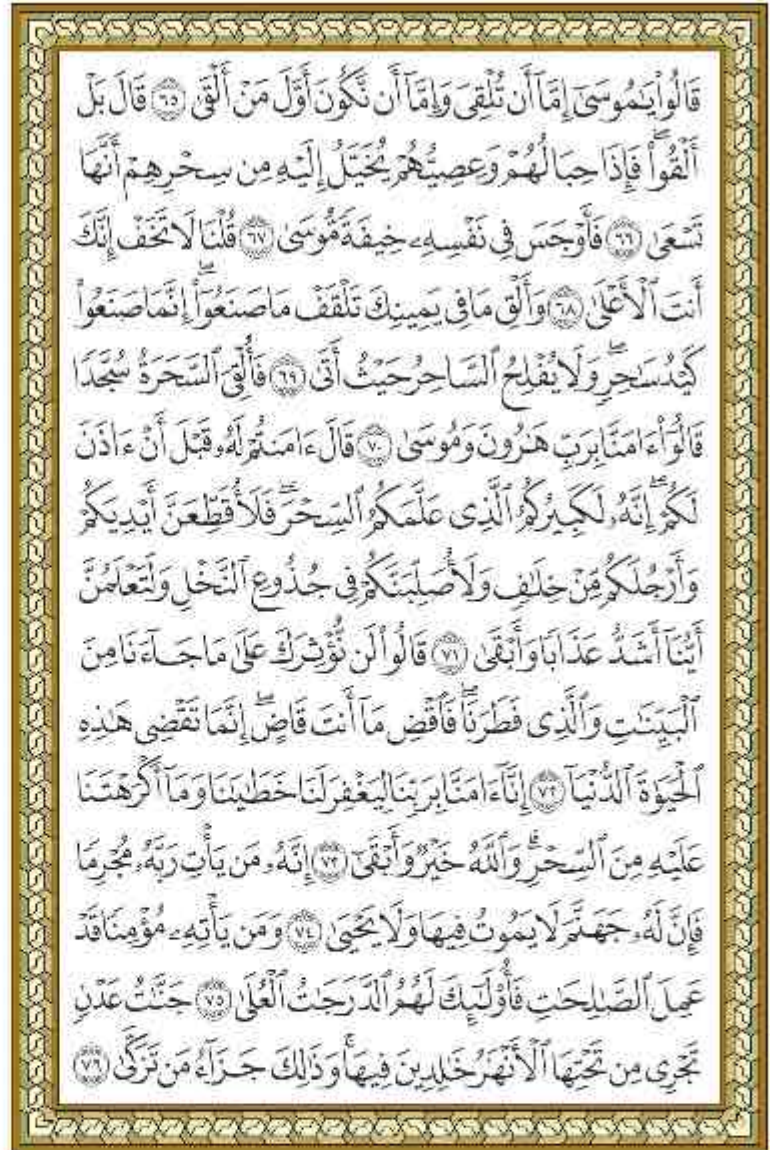 قَالُوا۟ يَـٰمُوسَىٰٓ إِمَّآ أَن تُلْقِىَ وَإِمَّآ أَن نَّكُونَ أَوَّلَ مَنْ أَلْقَىٰ ﴿٦٥﴾ قَالَ بَلْ
أَلْقُوا۟ ۖ فَإِذَا حِبَالُهُمْ وَعِصِيُّهُمْ يُخَيَّلُ إِلَيْهِ مِن سِحْرِهِمْ أَنَّهَا
تَسْعَىٰ ﴿٦٦﴾ فَأَوْجَسَ فِى نَفْسِهِۦ خِيفَةً مُّوسَىٰ ﴿٦٧﴾ قُلْنَا لَا تَخَفْ إِنَّكَ
أَنتَ ٱلْأَعْلَىٰ ﴿٦٨﴾ وَأَلْقِ مَا فِى يَمِينِكَ تَلْقَفْ مَا صَنَعُوٓا۟ ۖ إِنَّمَا صَنَعُوا۟
كَيْدُ سَـٰحِرٍ ۖ وَلَا يُفْلِحُ ٱلسَّاحِرُ حَيْثُ أَتَىٰ ﴿٦٩﴾ فَأُلْقِىَ ٱلسَّحَرَةُ سُجَّدًا
قَالُوٓا۟ ءَامَنَّا بِرَبِّ هَـٰرُونَ وَمُوسَىٰ ﴿٧٠﴾ قَالَ ءَامَنتُمْ لَهُۥ قَبْلَ أَنْ ءَاذَنَ
لَكُمْ ۖ إِنَّهُۥ لَكَبِيرُكُمُ ٱلَّذِى عَلَّمَكُمُ ٱلسِّحْرَ ۖ فَلَأُقَطِّعَنَّ أَيْدِيَكُمْ
وَأَرْجُلَكُم مِّنْ خِلَـٰفٍ وَلَأُصَلِّبَنَّكُمْ فِى جُذُوعِ ٱلنَّخْلِ وَلَتَعْلَمُنَّ
أَيُّنَآ أَشَدُّ عَذَابًا وَأَبْقَىٰ ﴿٧١﴾ قَالُوا۟ لَن نُّؤْثِرَكَ عَلَىٰ مَا جَآءَنَا مِنَ
ٱلْبَيِّنَـٰتِ وَٱلَّذِى فَطَرَنَا ۖ فَٱقْضِ مَآ أَنتَ قَاضٍ ۖ إِنَّمَا تَقْضِى هَـٰذِهِ
ٱلْحَيَوٰةَ ٱلدُّنْيَآ ﴿٧٢﴾ إِنَّآ ءَامَنَّا بِرَبِّنَا لِيَغْفِرَ لَنَا خَطَـٰيَـٰنَا وَمَآ أَكْرَهْتَنَا
عَلَيْهِ مِنَ ٱلسِّحْرِ ۗ وَٱللَّهُ خَيْرٌ وَأَبْقَىٰٓ ﴿٧٣﴾ إِنَّهُۥ مَن يَأْتِ رَبَّهُۥ مُجْرِمًا
فَإِنَّ لَهُۥ جَهَنَّمَ لَا يَمُوتُ فِيهَا وَلَا يَحْيَىٰ ﴿٧٤﴾ وَمَن يَأْتِهِۦ مُؤْمِنًا قَدْ
عَمِلَ ٱلصَّـٰلِحَـٰتِ فَأُو۟لَـٰٓئِكَ لَهُمُ ٱلدَّرَجَـٰتُ ٱلْعُلَىٰ ﴿٧٥﴾ جَنَّـٰتُ عَدْنٍ
تَجْرِى مِن تَحْتِهَا ٱلْأَنْهَـٰرُ خَـٰلِدِينَ فِيهَا ۚ وَذَٰلِكَ جَزَآءُ مَن تَزَكَّىٰ ﴿٧٦﴾